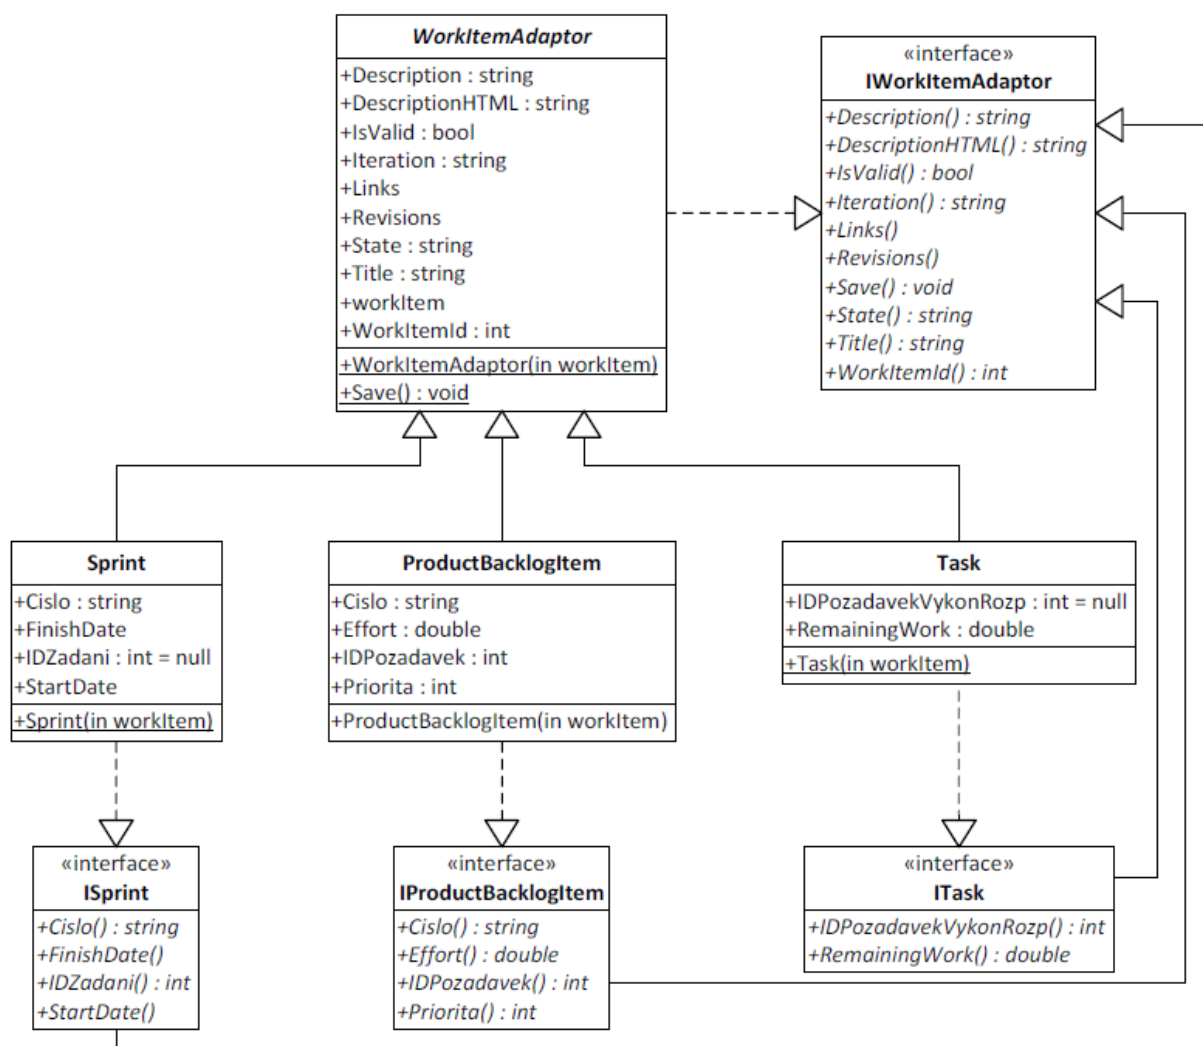 WorkItemAdaptor
+Description : string
+DescriptionHTML : string
+IsValid : bool
+Iteration : string
+Links
+Revisions
+State : string
+Title : string
+workItem
+WorkItemId : int
+WorkItemAdaptor(in workItem)
+Save() : void
«interface»
IWorkItemAdaptor
+Description() : string
+DescriptionHTML() : string
+IsValid() : bool
+Iteration() : string
+Links()
+Revisions()
+Save() : void
+State() : string
+Title() : string
+WorkItemId() : int
Sprint
+Cislo : string
+FinishDate
+IDZadani : int = null
+StartDate
+Sprint(in workItem)
ProductBacklogItem
+Cislo : string
+Effort : double
+IDPozadavek : int
+Priorita : int
+ProductBacklogItem(in workItem)
Task
+IDPozadavekVykonRozp : int = null
+RemainingWork : double
+Task(in workItem)
«interface»
ISprint
+Cislo() : string
+FinishDate()
+IDZadani() : int
+StartDate()
«interface»
IProductBacklogItem
+Cislo() : string
+Effort() : double
+IDPozadavek() : int
+Priorita() : int
«interface»
ITask
+IDPozadavekVykonRozp() : int
+RemainingWork() : double